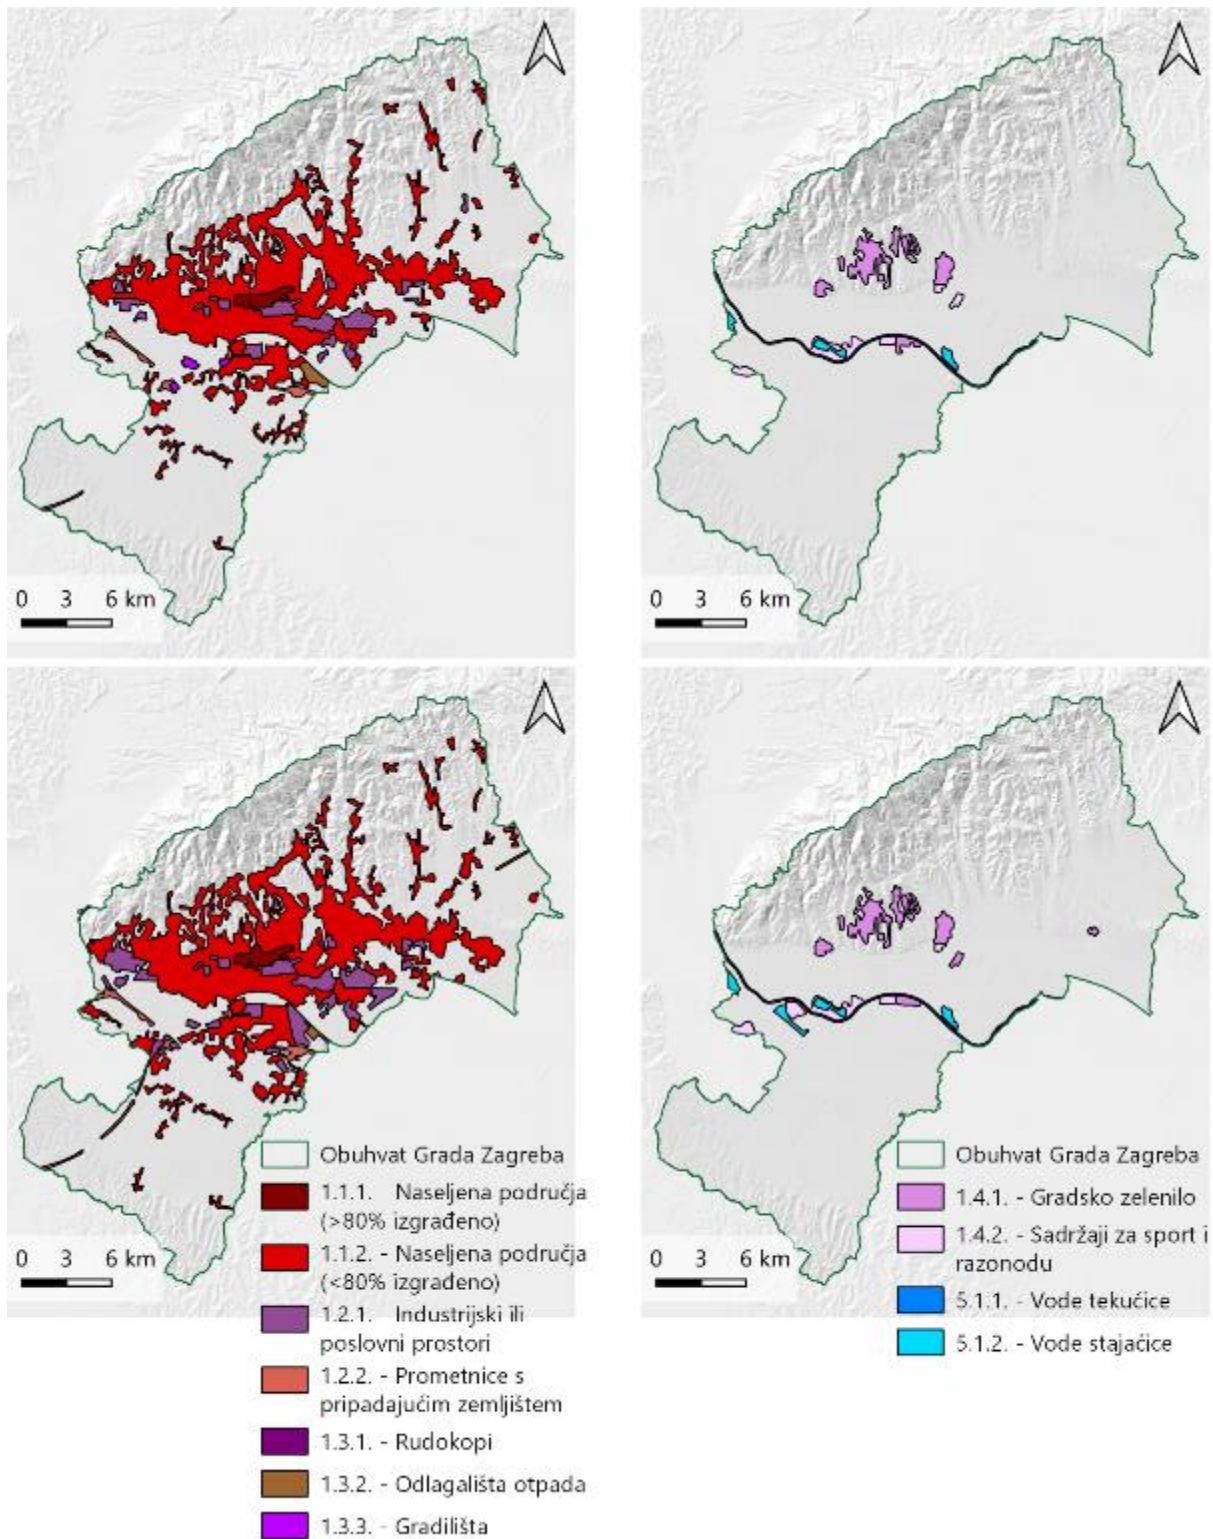 0 3 6 km
0 3 6 km
0 3 6 km
Obuhvat Grada Zagreba
1.1.1. Naseljena područja
(>80% izgrađeno)
1.1.2. - Naseljena područja
(<80% izgrađeno)
1.2.1. Industrijski ili
poslovni prostori
1.2.2. - Prometnice s
pripadajućim zemljištem
1.3.1. - Rudokopi
1.3.2. - Odlagališta otpada
1.3.3. - Gradilišta
0 3 6 km
Obuhvat Grada Zagreba
1.4.1. - Gradsko zelenilo
1.4.2. - Sadržaji za sport i
razonodu
5.1.1. - Vode tekućice
5.1.2. - Vode stajaćice